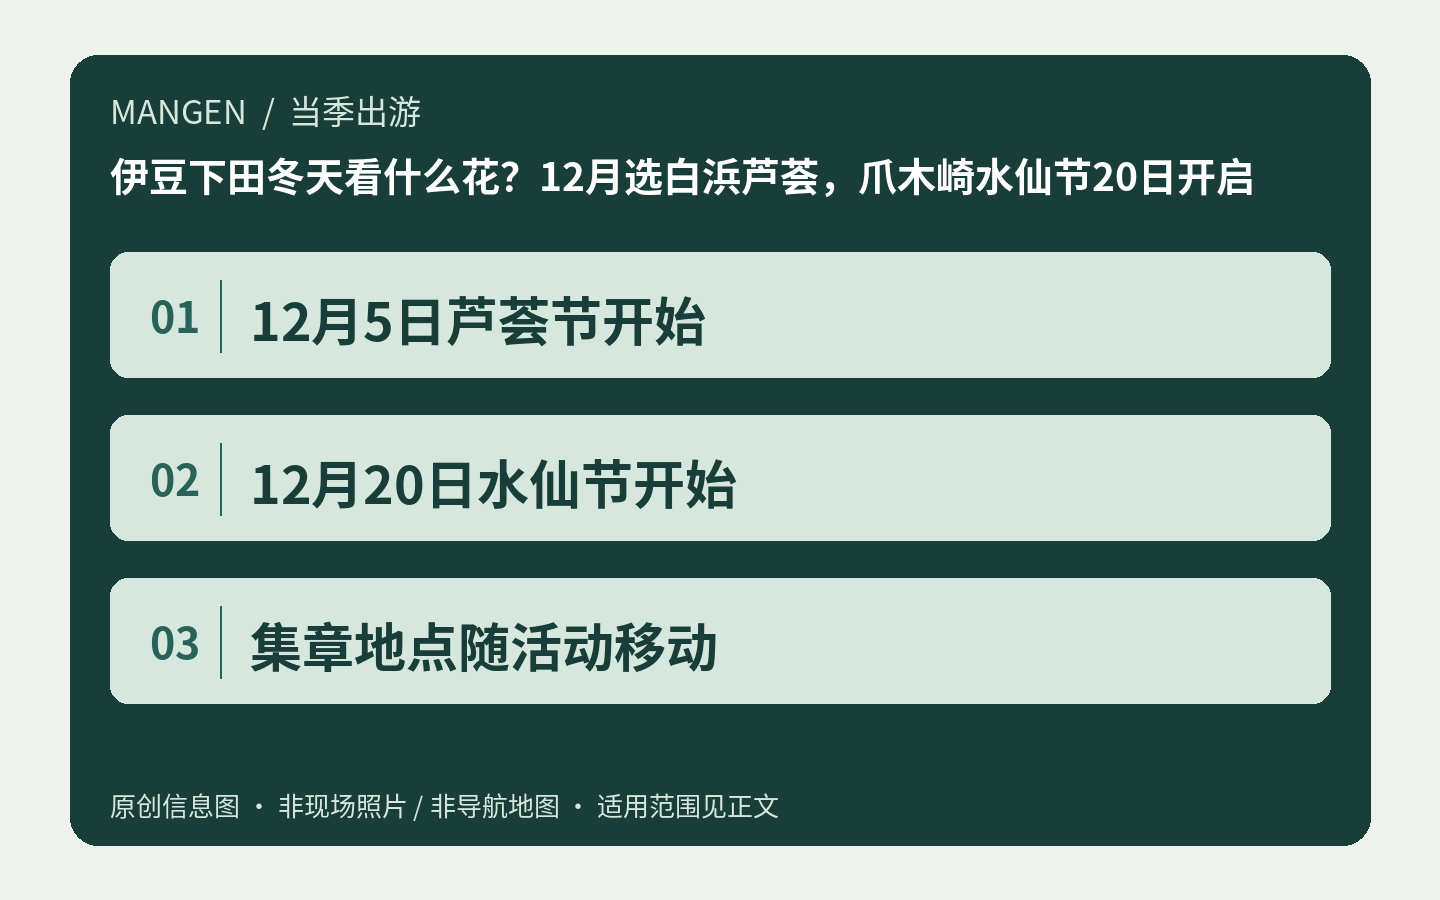 MANGEN / 当季出游
伊豆下田冬天看什么花？12月选白浜芦荟，爪木崎水仙节20日开启
01 12月5日芦荟节开始
02 12月20日水仙节开始
03 集章地点随活动移动
原创信息图 · 非现场照片 / 非导航地图 · 适用范围见正文